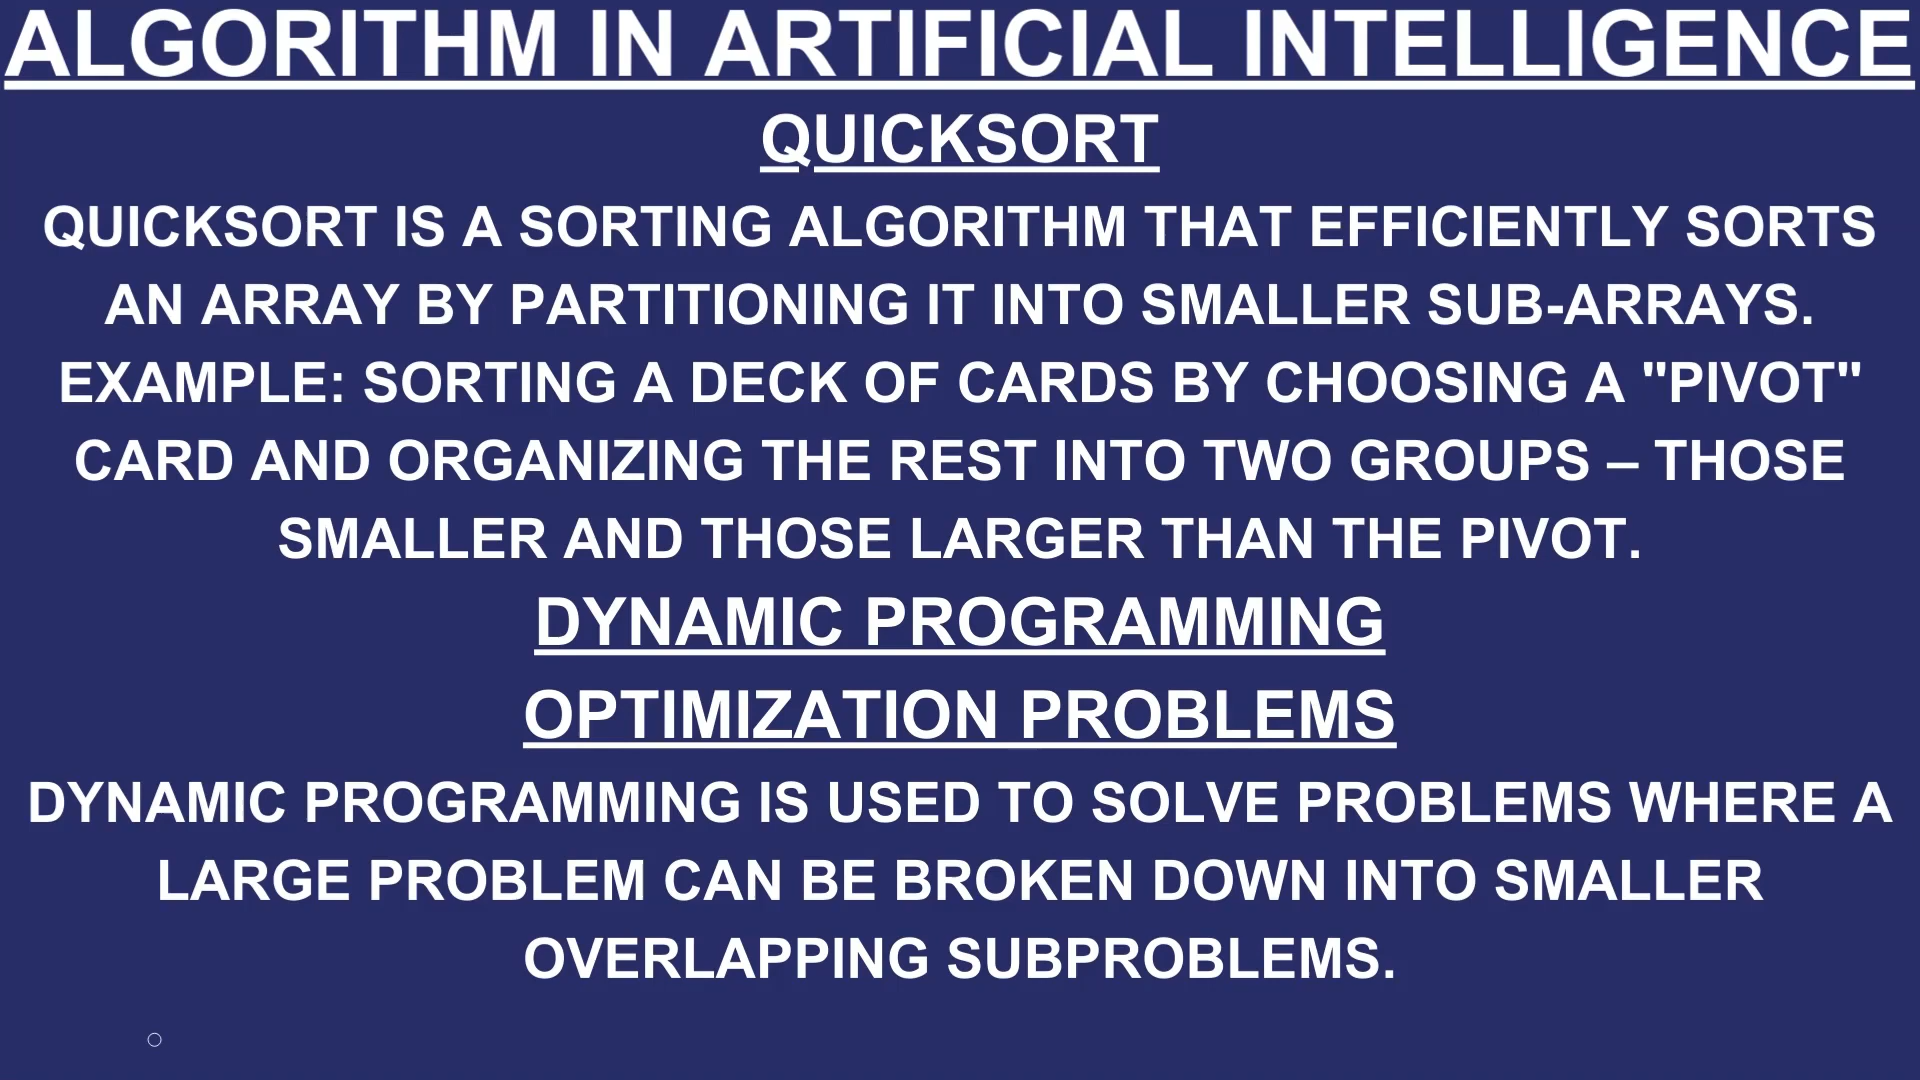 ALGORITHM IN ARTIFICIAL INTELLIGENCE
QUICKSORT
QUICKSORT IS A SORTING ALGORITHM THAT EFFICIENTLY SORTS
AN ARRAY BY PARTITIONING IT INTO SMALLER SUB-ARRAYS.
EXAMPLE: SORTING A DECK OF CARDS BY CHOOSING A "PIVOT"
CARD AND ORGANIZING THE REST INTO TWO GROUPS – THOSE
SMALLER AND THOSE LARGER THAN THE PIVOT.
DYNAMIC PROGRAMMING
OPTIMIZATION PROBLEMS
DYNAMIC PROGRAMMING IS USED TO SOLVE PROBLEMS WHERE A
LARGE PROBLEM CAN BE BROKEN DOWN INTO SMALLER
OVERLAPPING SUBPROBLEMS.